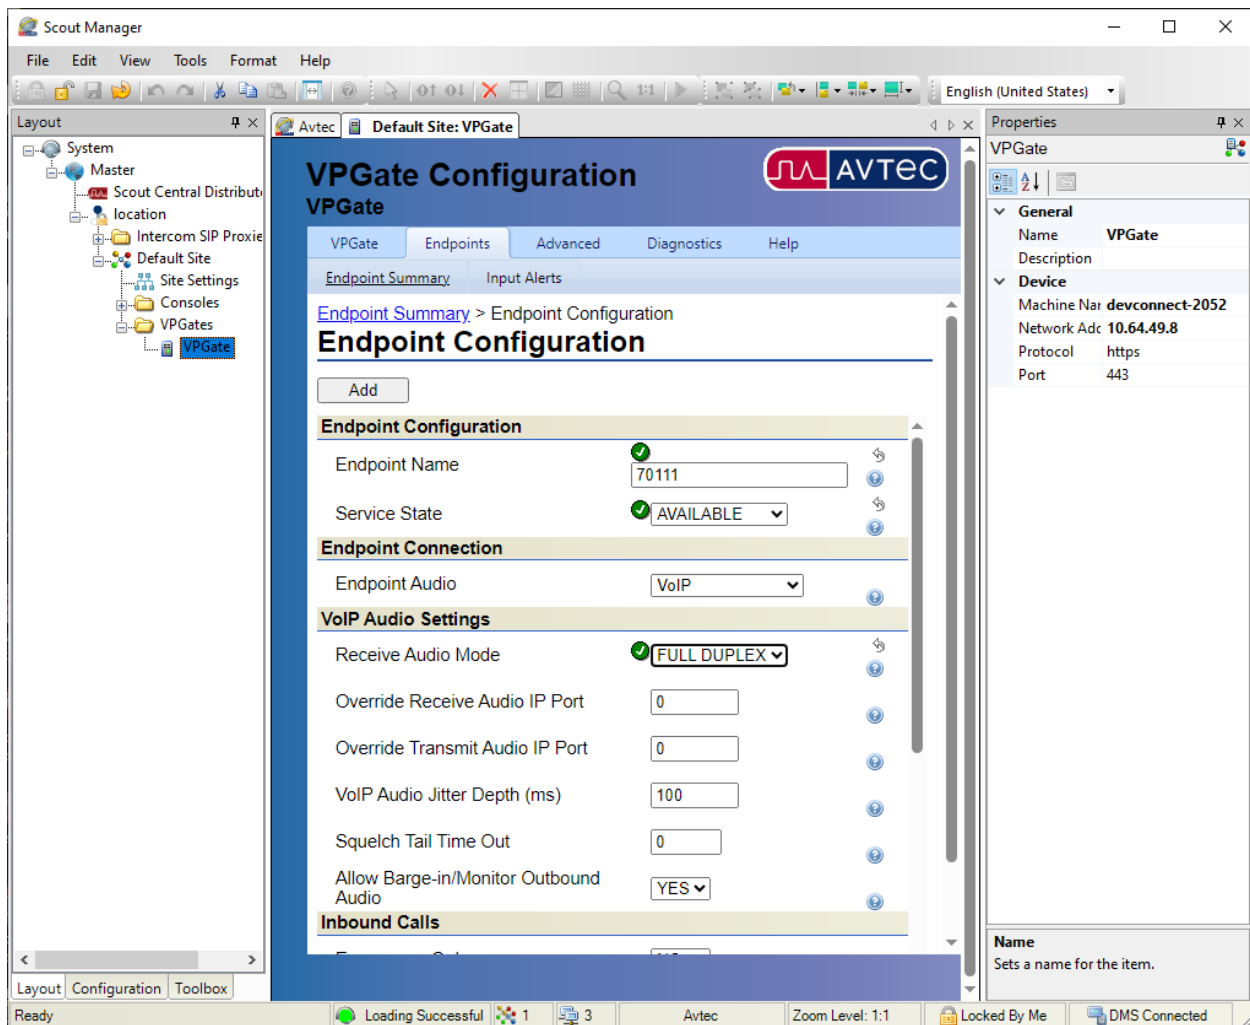 Scout Manager
File Edit View Tools Format Help
1:1 English (United States)
Layout
System
Master
Scout Central Distribut
location
Intercom SIP Proxie
Default Site
Site Settings
Consoles
VPGates
VPGate
Layout Configuration Toolbox
Avtec Default Site: VPGate
VPGate Configuration
VPGate
AVTEC
VPGate Endpoints Advanced Diagnostics Help
Endpoint Summary Input Alerts
Endpoint Summary > Endpoint Configuration
Endpoint Configuration
Add
Endpoint Configuration
Endpoint Name 70111
Service State AVAILABLE
Endpoint Connection
Endpoint Audio VoIP
VoIP Audio Settings
Receive Audio Mode FULL DUPLEX
Override Receive Audio IP Port 0
Override Transmit Audio IP Port 0
VoIP Audio Jitter Depth (ms) 100
Squelch Tail Time Out 0
Allow Barge-in/Monitor Outbound
Audio YES
Inbound Calls
Properties
VPGate
General
Name VPGate
Description
Device
Machine Nar devconnect-2052
Network Adc 10.64.49.8
Protocol https
Port 443
Name
Sets a name for the item.
Ready Loading Successful 1 3 Avtec Zoom Level: 1:1 Locked By Me DMS Connected